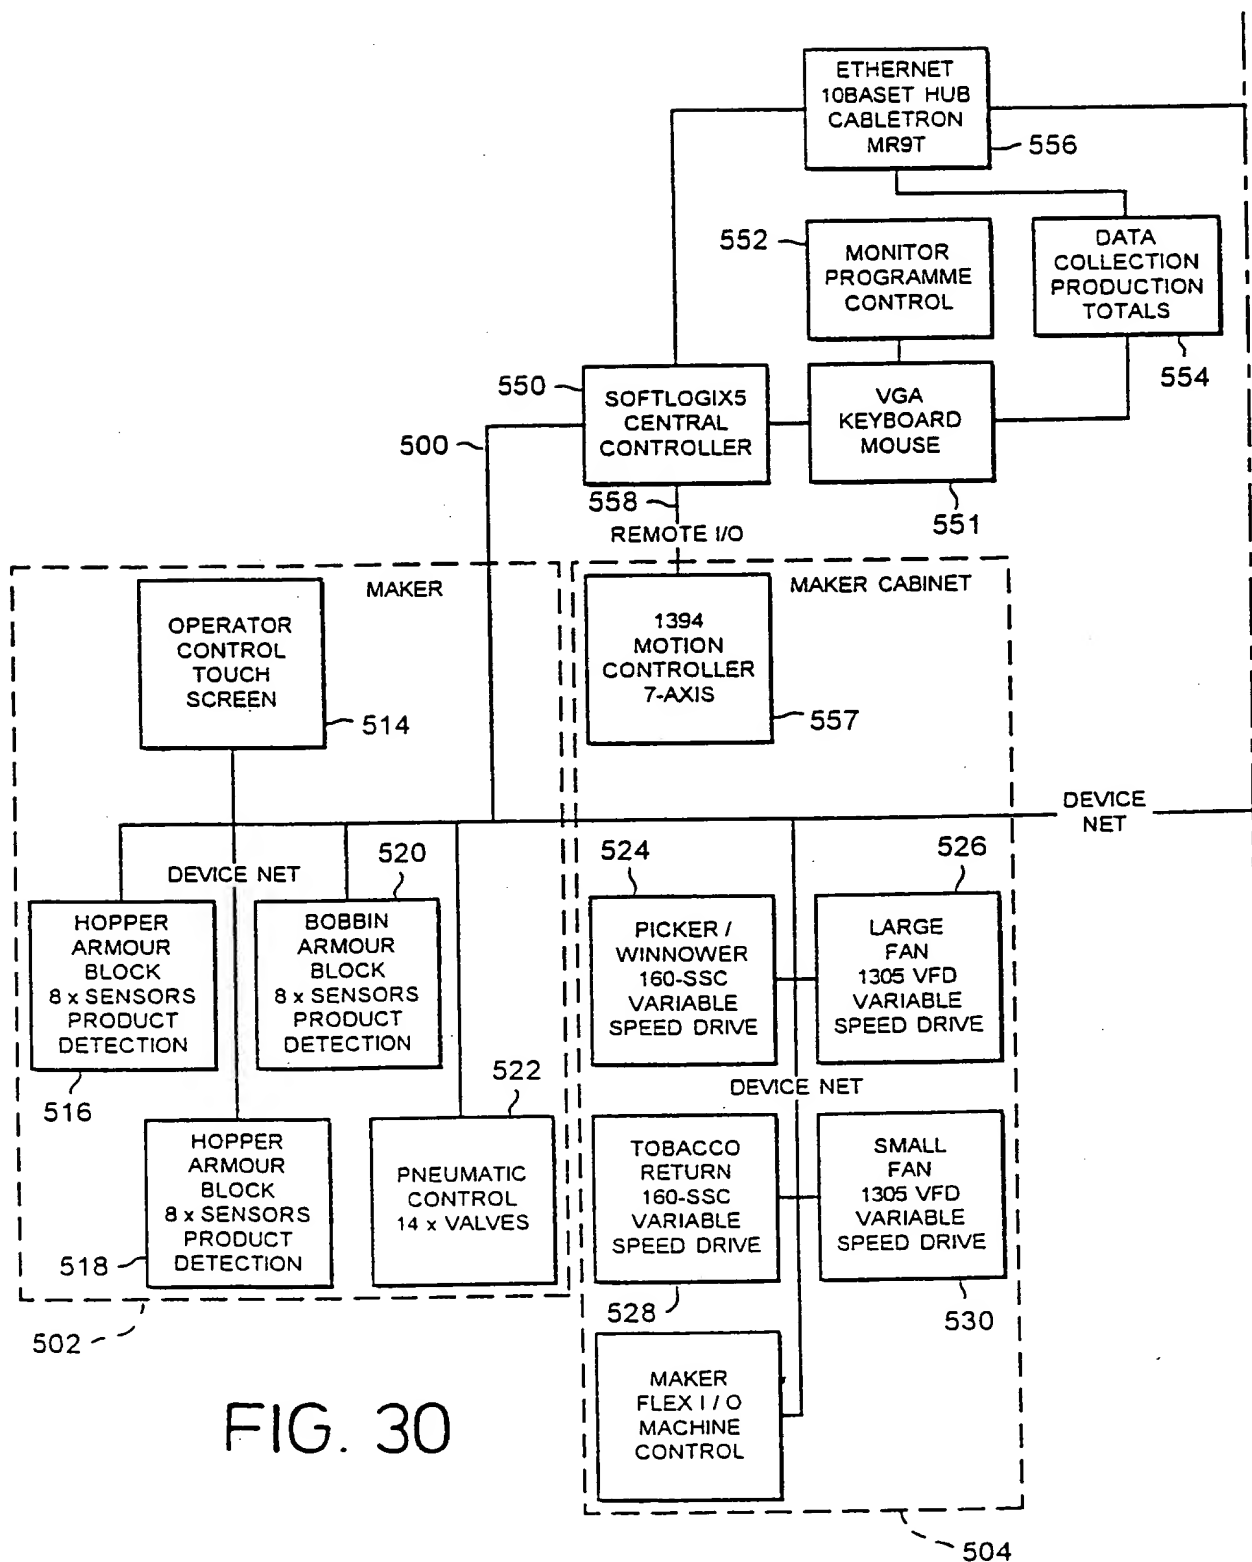 ETHERNET
10BASET HUB
CABLETRON
MR9T
556
552
MONITOR
PROGRAMME
CONTROL
DATA
COLLECTION
PRODUCTION
TOTALS
554
550
SOFTLOGIX5
CENTRAL
CONTROLLER
VGA
KEYBOARD
MOUSE
500
558
551
REMOTE I/O
MAKER
MAKER CABINET
OPERATOR
CONTROL
TOUCH
SCREEN
514
1394
MOTION
CONTROLLER
7-AXIS
557
DEVICE
NET
DEVICE NET
520
524
526
HOPPER
ARMOUR
BLOCK
8 x SENSORS
PRODUCT
DETECTION
516
BOBBIN
ARMOUR
BLOCK
8 x SENSORS
PRODUCT
DETECTION
PICKER /
WINNOWER
160-SSC
VARIABLE
SPEED DRIVE
LARGE
FAN
1305 VFD
VARIABLE
SPEED DRIVE
522
DEVICE NET
HOPPER
ARMOUR
BLOCK
8 x SENSORS
PRODUCT
DETECTION
518
PNEUMATIC
CONTROL
14 x VALVES
TOBACCO
RETURN
160-SSC
VARIABLE
SPEED DRIVE
SMALL
FAN
1305 VFD
VARIABLE
SPEED DRIVE
502
528
530
MAKER
FLEX I / O
MACHINE
CONTROL
FIG. 30
504